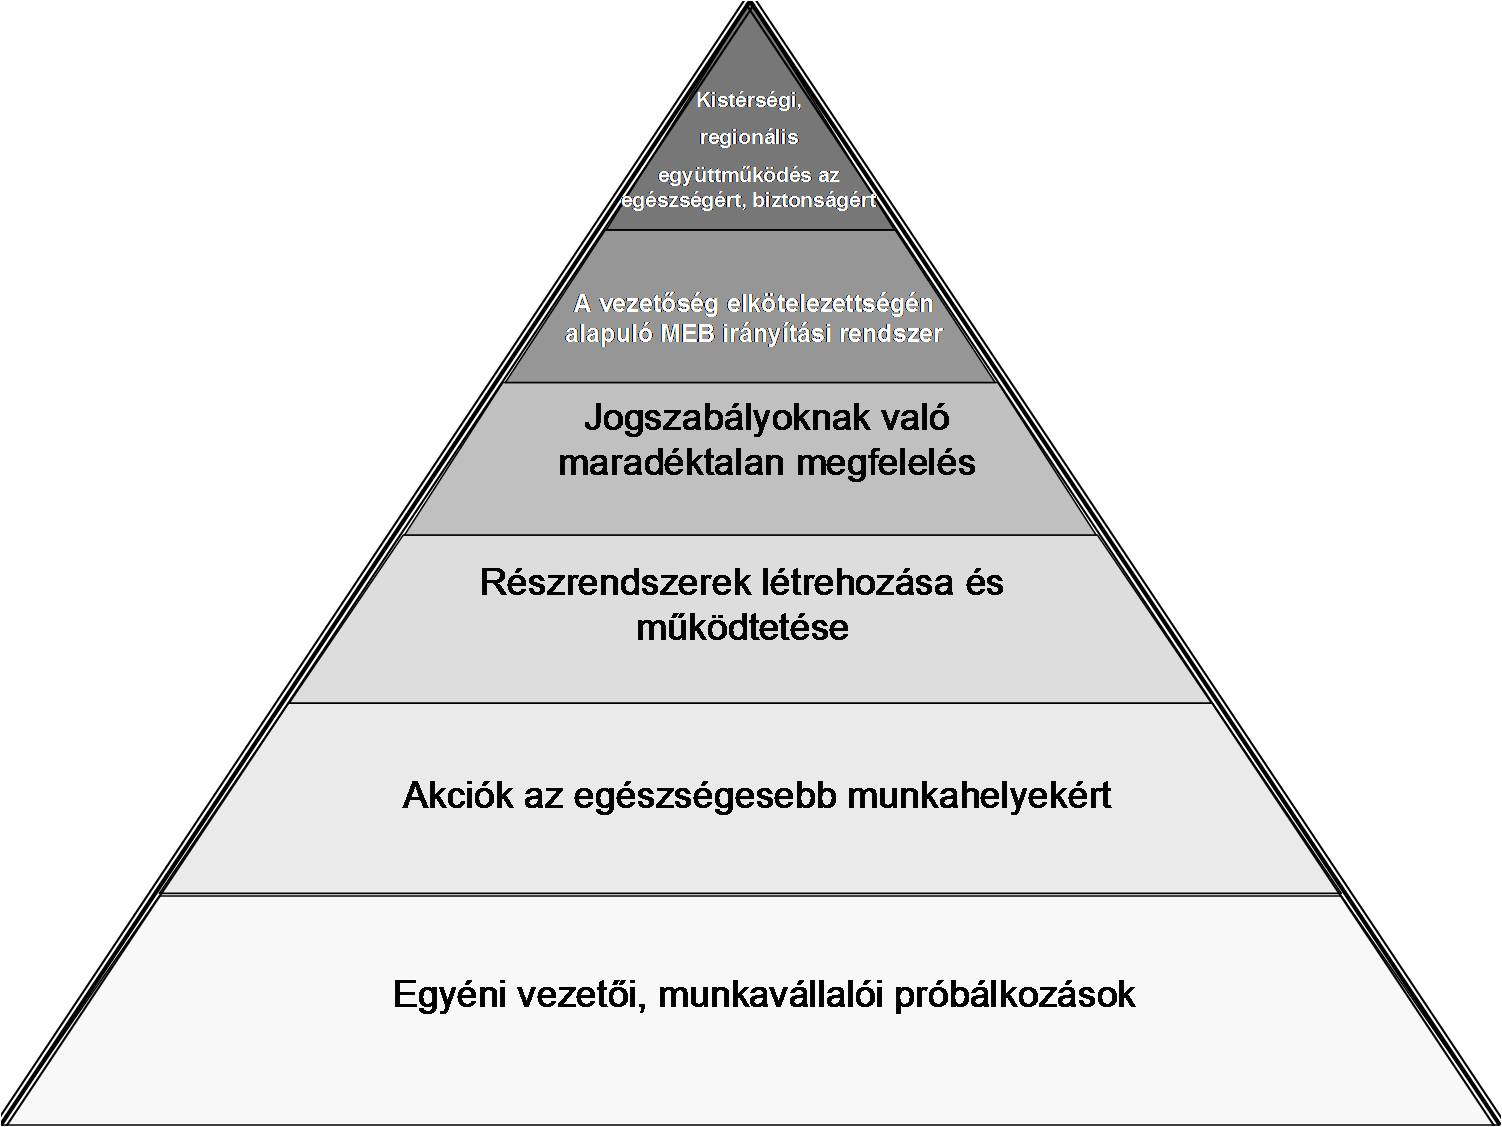 Kistérségi,
regionális
együttműködés az
egészségért, biztonságért
A vezetőség elkötelezettségén
alapuló MEB irányítási rendszer
Jogszabályoknak való
maradéktalan megfelelés
Részrendszerek létrehozása és
működtetése
Akciók az egészségesebb munkahelyekért
Egyéni vezetői, munkavállalói próbálkozások